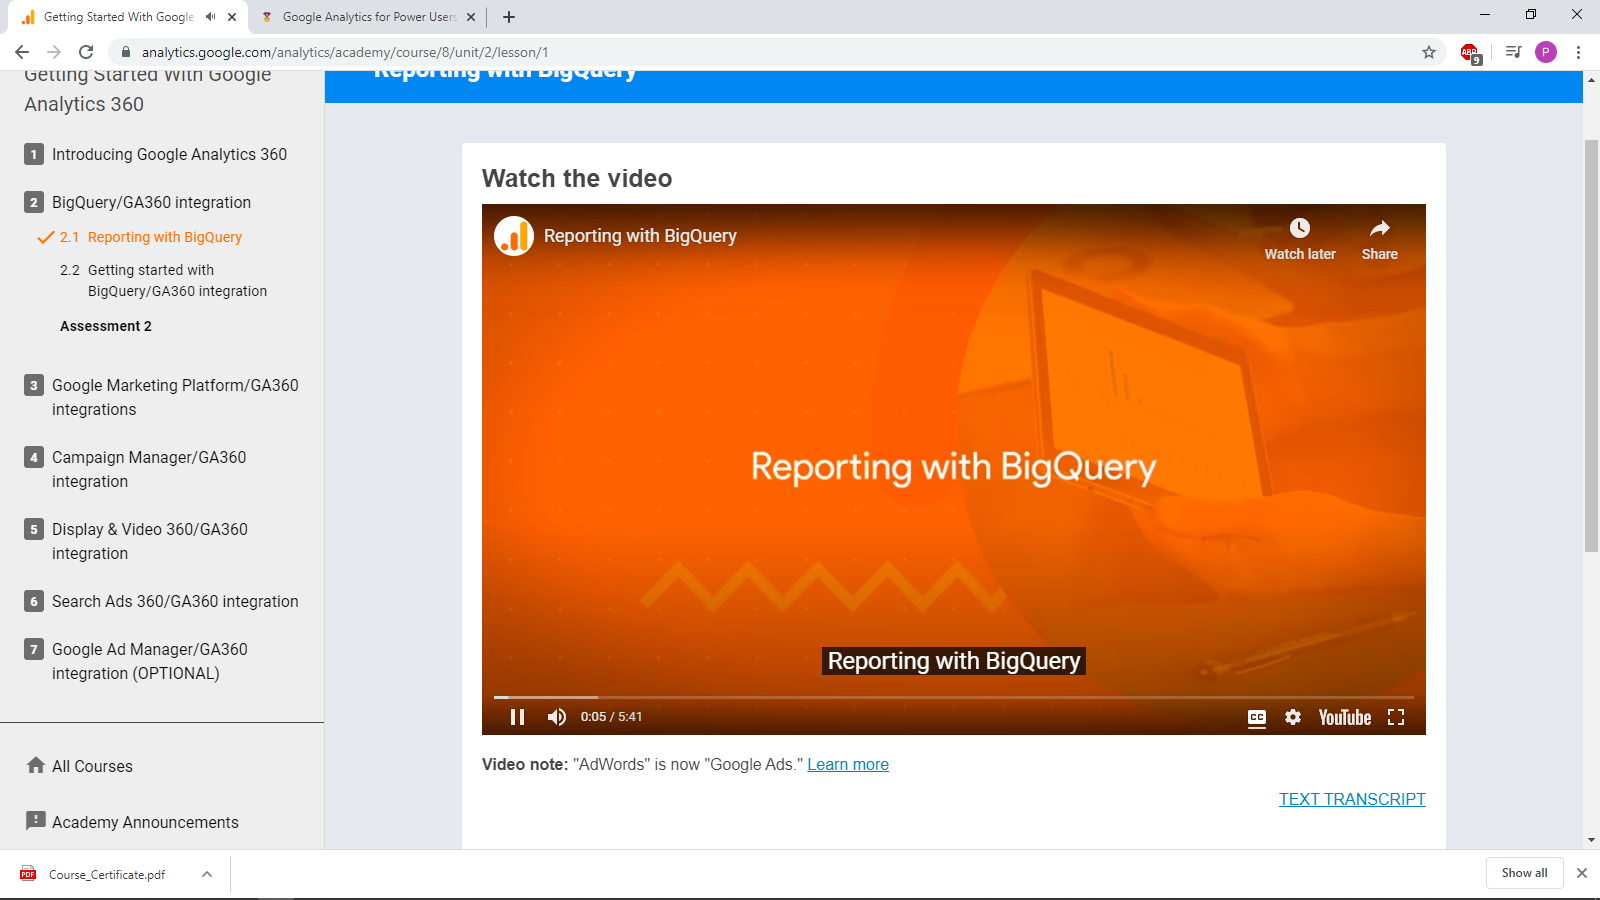 Getting Started With Google
Google Analytics for Power Users
analytics.google.com/analytics/academy/course/8/unit/2/lesson/1
ABP
9
P
Getting Started With Google
Analytics 360
Reporting with BigQuery
1 Introducing Google Analytics 360
2 BigQuery/GA360 integration
2.1 Reporting with BigQuery
2.2 Getting started with
BigQuery/GA360 integration
Assessment 2
3 Google Marketing Platform/GA360
integrations
4 Campaign Manager/GA360
integration
5 Display & Video 360/GA360
integration
6 Search Ads 360/GA360 integration
7 Google Ad Manager/GA360
integration (OPTIONAL)
All Courses
Academy Announcements
Watch the video
Reporting with BigQuery
Watch later
Share
Reporting with BigQuery
Reporting with BigQuery
0:05 / 5:41
CC
YouTube
Video note: "AdWords" is now "Google Ads." Learn more
TEXT TRANSCRIPT
PDF
Course_Certificate.pdf
Show all